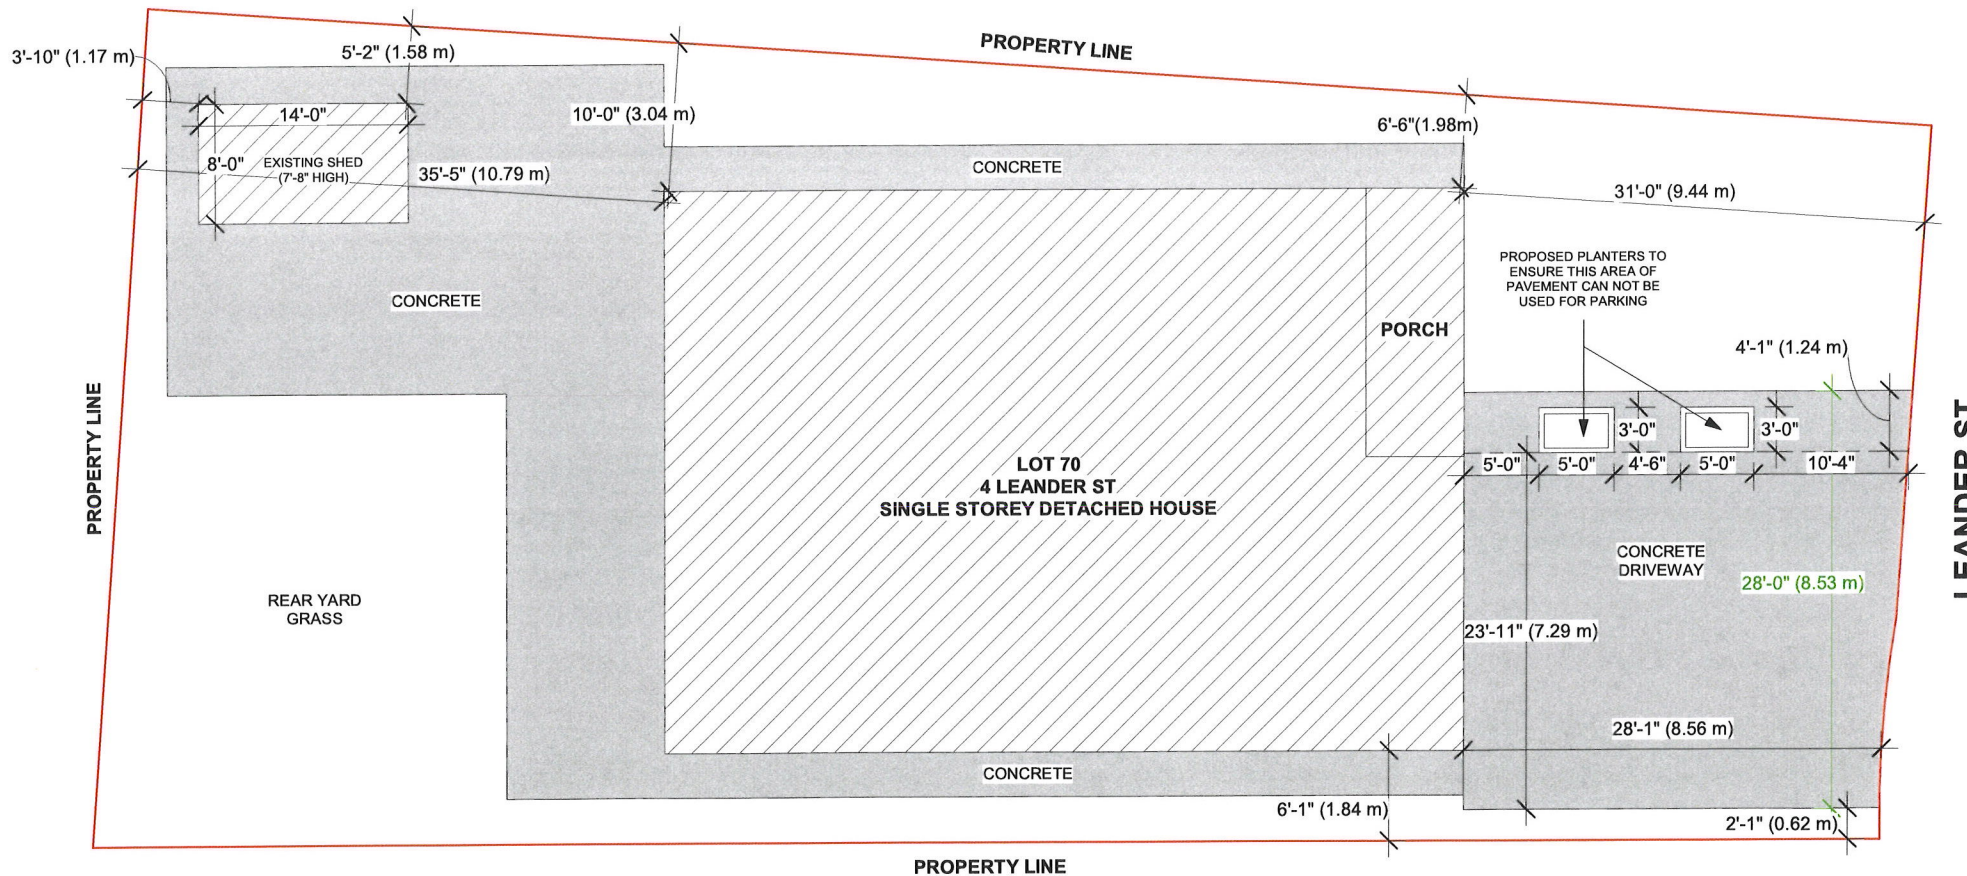 PROPERTY LINE
3'-10" (1.17 m)
5'-2" (1.58 m)
10'-0" (3.04 m)
6'-6"(1.98m)
14'-0"
8'-0"
EXISTING SHED
(7'-8" HIGH)
35'-5" (10.79 m)
CONCRETE
31'-0" (9.44 m)
PROPOSED PLANTERS TO
ENSURE THIS AREA OF
PAVEMENT CAN NOT BE
USED FOR PARKING
CONCRETE
PORCH
4'-1" (1.24 m)
PROPERTY LINE
3'-0"
3'-0"
5'-0"
5'-0"
4'-6"
5'-0"
10'-4"
LOT 70
4 LEANDER ST
SINGLE STOREY DETACHED HOUSE
LEANDER ST
CONCRETE
DRIVEWAY
28'-0" (8.53 m)
REAR YARD
GRASS
23'-11" (7.29 m)
28'-1" (8.56 m)
CONCRETE
6'-1" (1.84 m)
2'-1" (0.62 m)
PROPERTY LINE